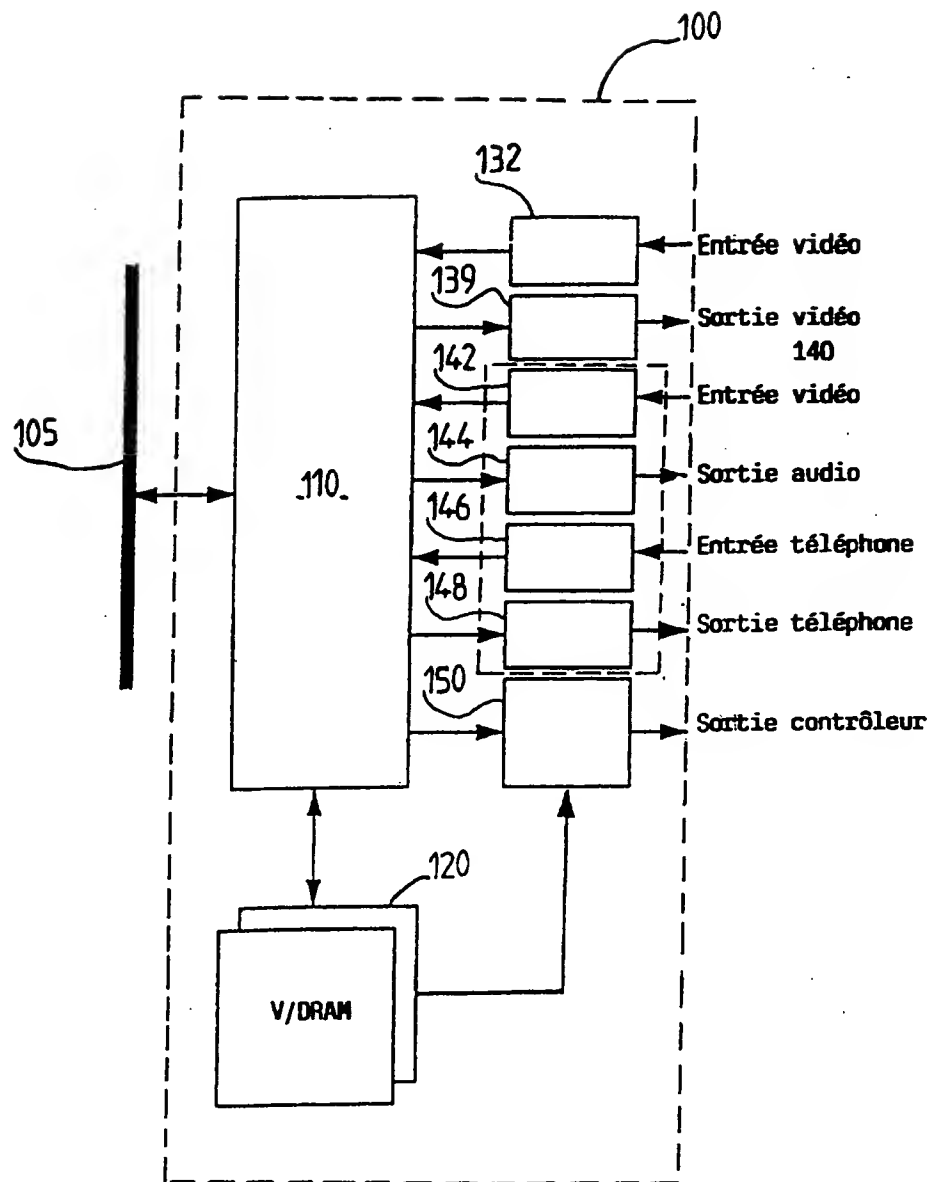 100
132
Entrée vidéo
139
Sortie vidéo
140
142
Entrée vidéo
105
144
Sortie audio
110
146
Entrée téléphone
148
Sortie téléphone
150
Sortie contrôleur
120
V/DRAM